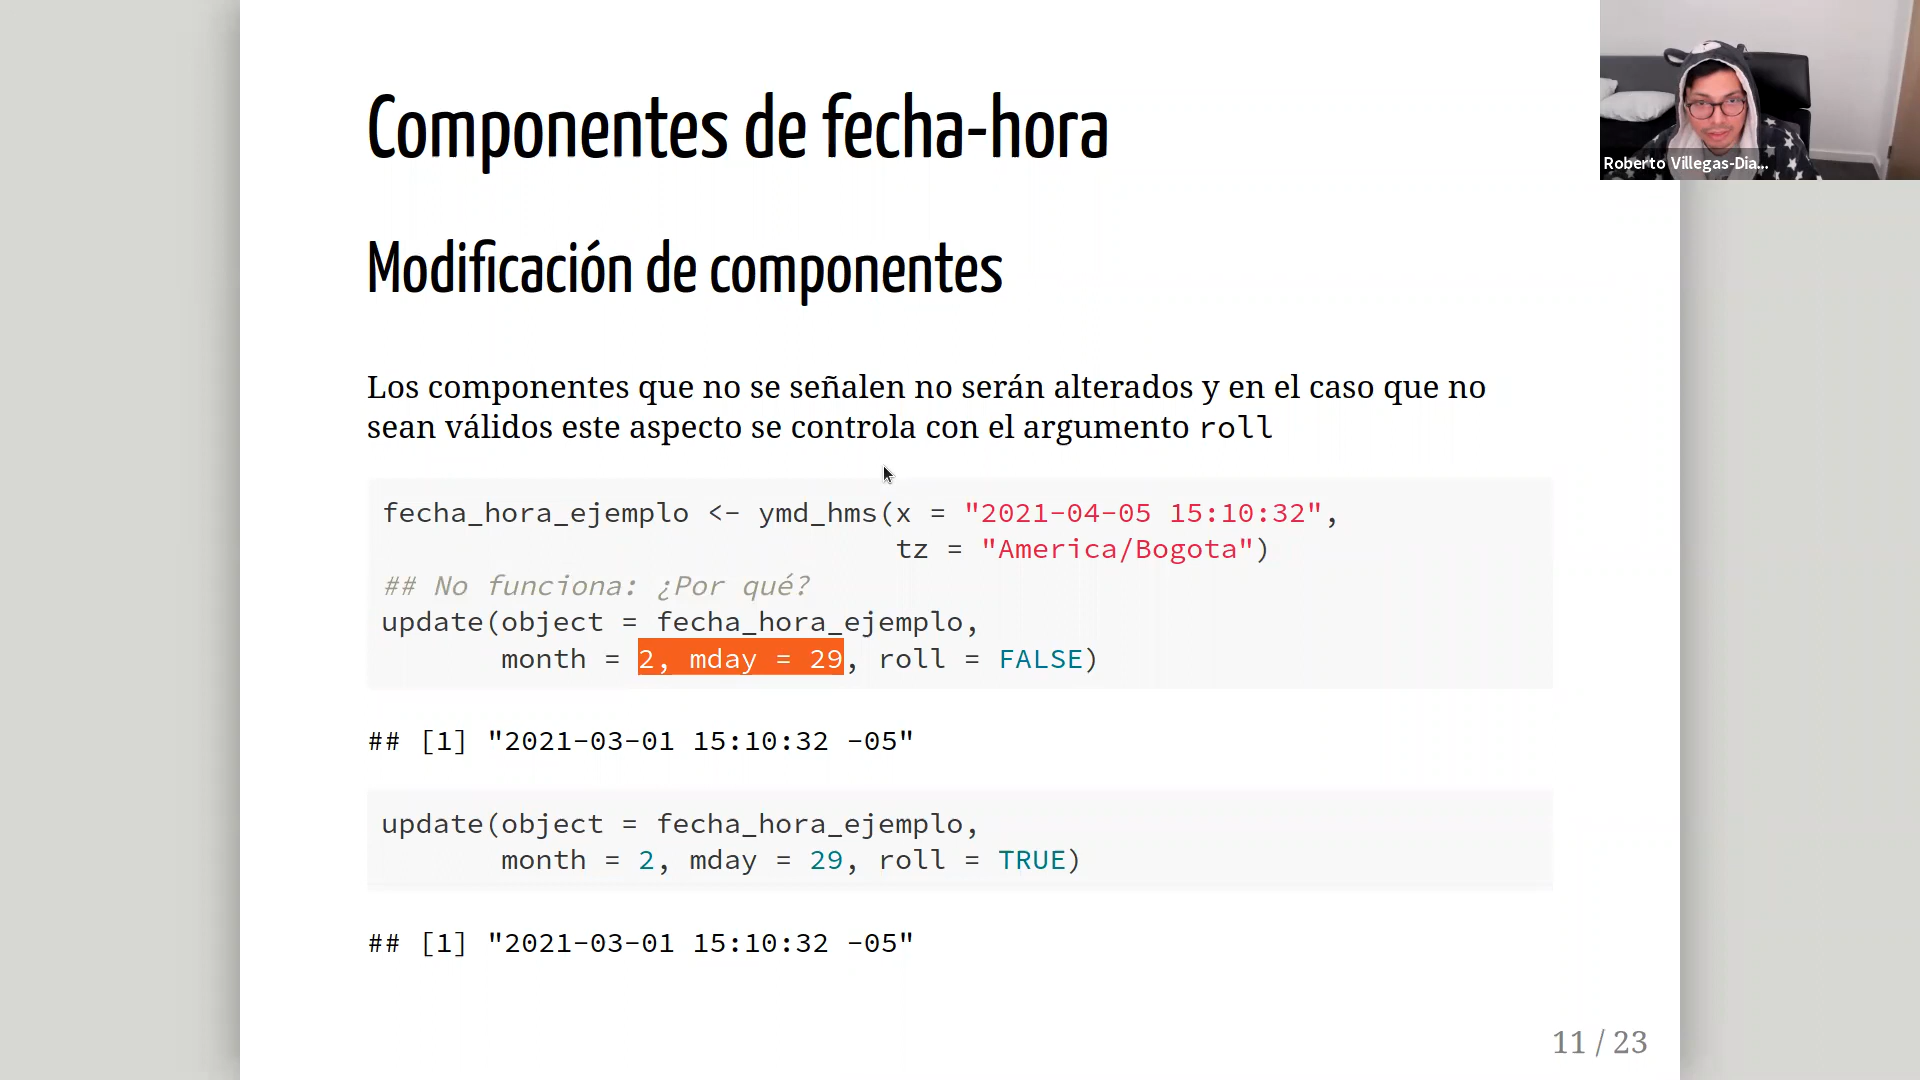 Componentes de fecha-hora
Roberto Villegas-Dia...
Modificación de componentes
Los componentes que no se señalen no serán alterados y en el caso que no
sean válidos este aspecto se controla con el argumento roll
fecha_hora_ejemplo <- ymd_hms(x = "2021-04-05 15:10:32",
tz = "America/Bogota")
## No funciona: ¿Por qué?
update(object = fecha_hora_ejemplo,
month = 2, mday = 29, roll = FALSE)
## [1] "2021-03-01 15:10:32 -05"
update(object = fecha_hora_ejemplo,
month = 2, mday = 29, roll = TRUE)
## [1] "2021-03-01 15:10:32 -05"
11 / 23